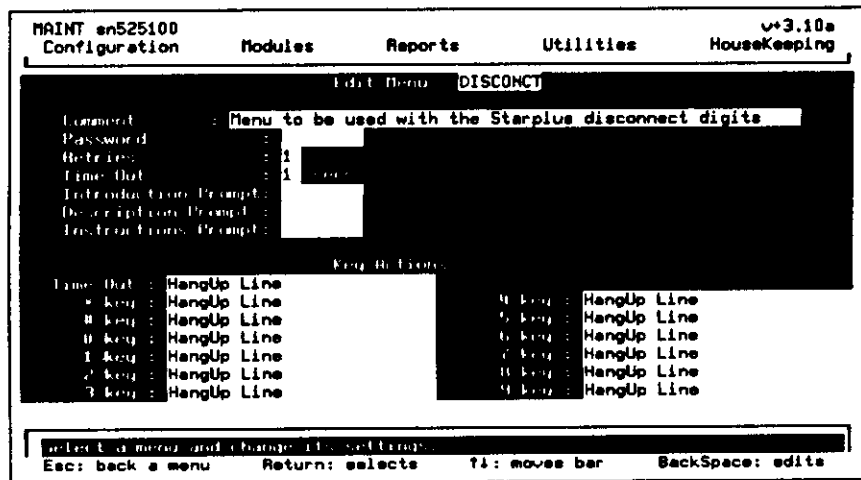 MAINT sn525100 v+3.10a
Configuration Modules Reports Utilities HouseKeeping
Edit Menu DISCONCT
Comment : Menu to be used with the Starplus disconnect digits
Password :
Retries : 1
Time Out : 1
Introduction Prompt:
Description Prompt :
Instructions Prompt:
Key Actions
Time Out : HangUp Line
* key : HangUp Line 4 key : HangUp Line
# key : HangUp Line 5 key : HangUp Line
0 key : HangUp Line 6 key : HangUp Line
1 key : HangUp Line 7 key : HangUp Line
2 key : HangUp Line 8 key : HangUp Line
3 key : HangUp Line 9 key : HangUp Line
Select a menu and change its settings.
Esc: back a menu Return: selects ↑↓: moves bar BackSpace: edits